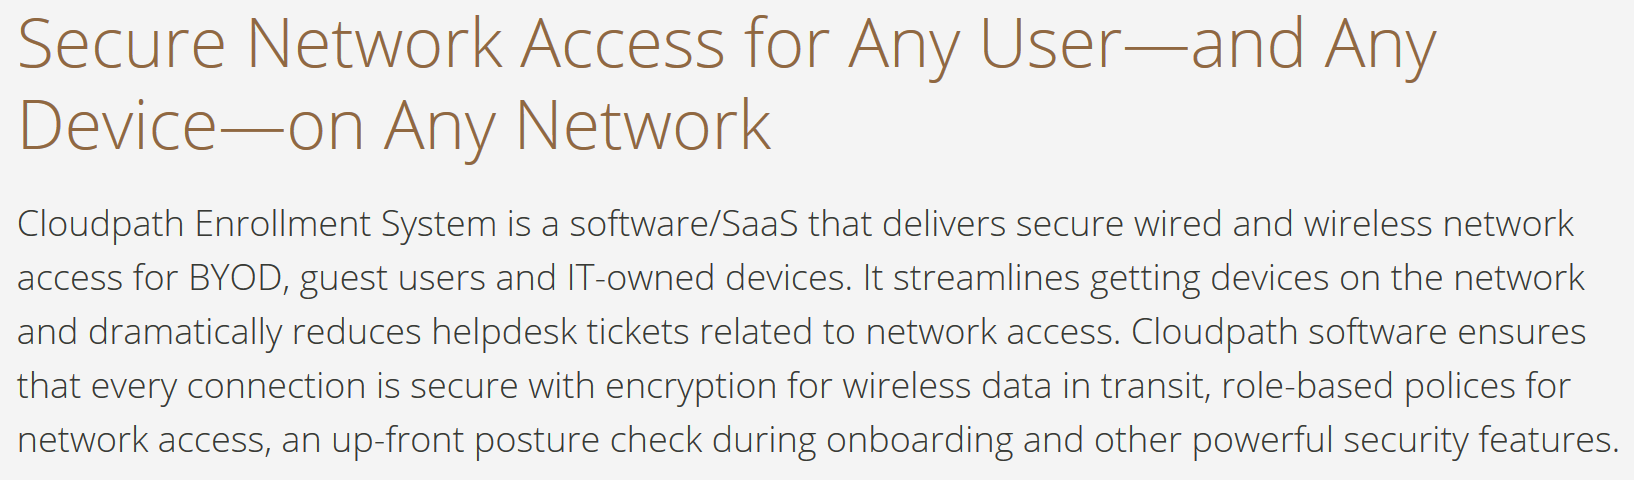 Secure Network Access for Any User—and Any
Device—on Any Network
Cloudpath Enrollment System is a software/SaaS that delivers secure wired and wireless network
access for BYOD, guest users and IT-owned devices. It streamlines getting devices on the network
and dramatically reduces helpdesk tickets related to network access. Cloudpath software ensures
that every connection is secure with encryption for wireless data in transit, role-based polices for
network access, an up-front posture check during onboarding and other powerful security features.